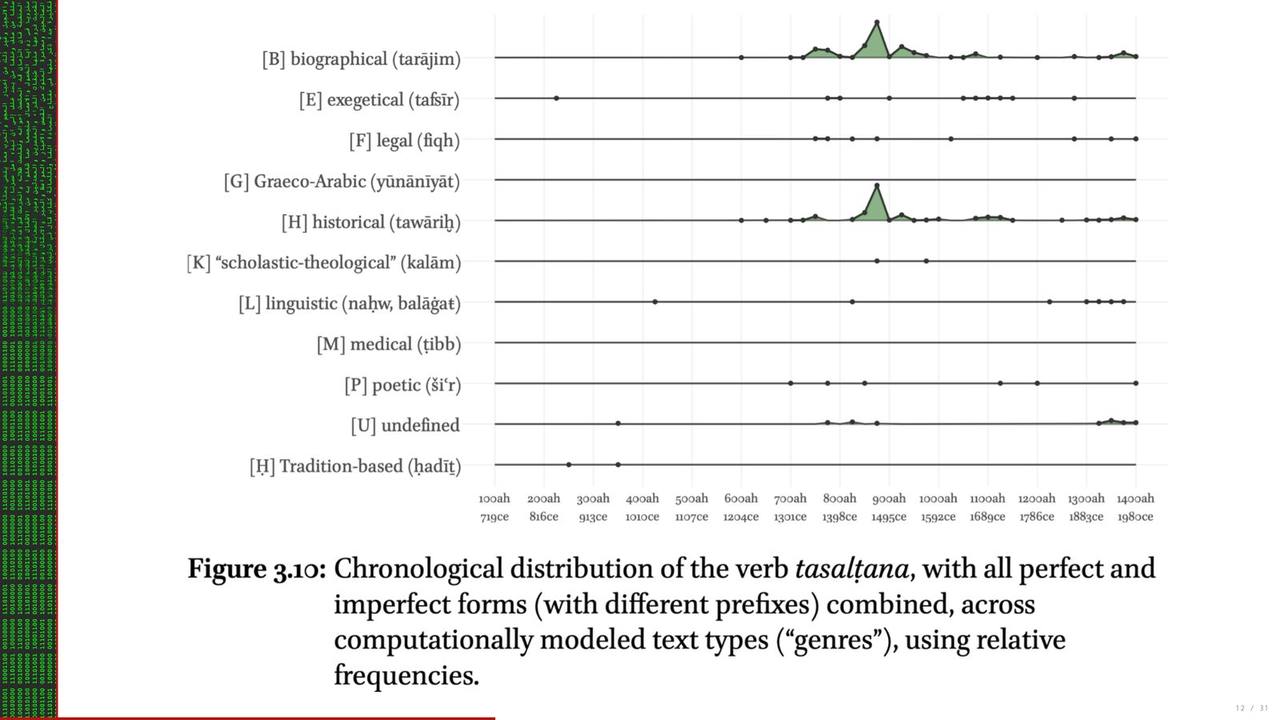 [B] biographical (tarājim)
[E] exegetical (tafsīr)
[F] legal (fiqh)
[G] Graeco-Arabic (yūnānīyāt)
[H] historical (tawāriḫ)
[K] “scholastic-theological” (kalām)
[L] linguistic (naḥw, balāġaŧ)
[M] medical (ṭibb)
[P] poetic (šiʿr)
[U] undefined
[Ḥ] Tradition-based (ḥadīṯ)
100ah 200ah 300ah 400ah 500ah 600ah 700ah 800ah 900ah 1000ah 1100ah 1200ah 1300ah 1400ah
719ce 816ce 913ce 1010ce 1107ce 1204ce 1301ce 1398ce 1495ce 1592ce 1689ce 1786ce 1883ce 1980ce
Figure 3.10: Chronological distribution of the verb tasalṭana, with all perfect and
imperfect forms (with different prefixes) combined, across
computationally modeled text types (“genres”), using relative
frequencies.
12 / 31